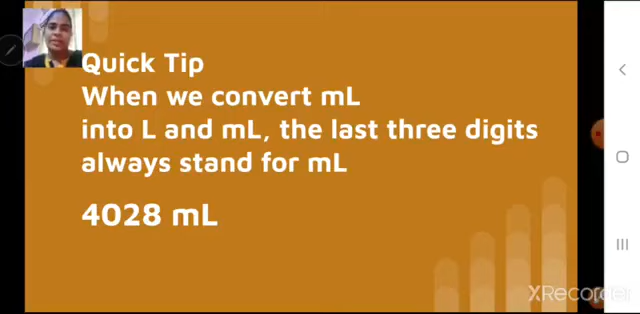 Quick Tip
When we convert mL
into L and mL, the last three digits
always stand for mL
4028 mL
XRecorder